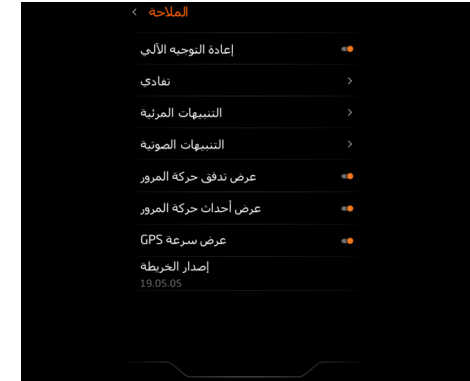 الملاحة
إعادة التوجيه الآلي
تفادي
التنبيهات المرئية
التنبيهات الصوتية
عرض تدفق حركة المرور
عرض أحداث حركة المرور
عرض سرعة GPS
إصدار الخريطة
19.05.05